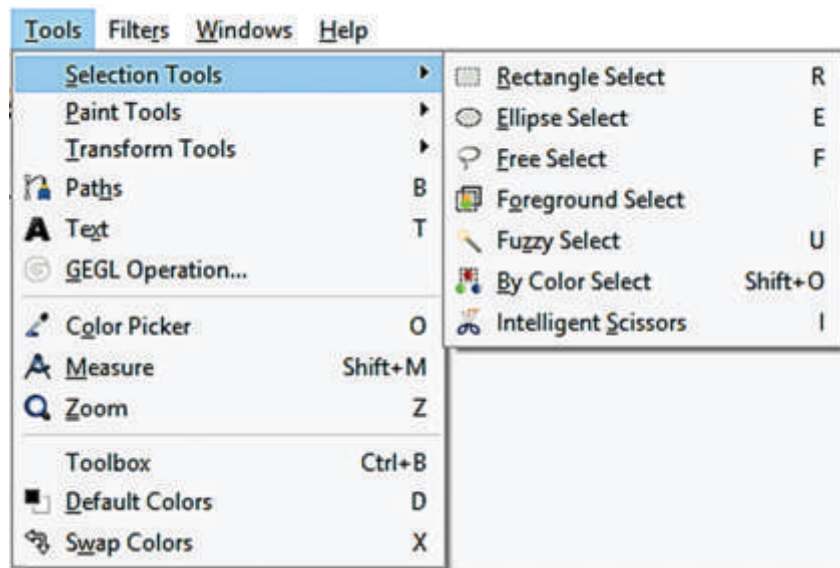 Tools Filters Windows Help
Selection Tools
Paint Tools
Transform Tools
Paths B
Text T
GEGL Operation...
Color Picker O
Measure Shift+M
Zoom Z
Toolbox Ctrl+B
Default Colors D
Swap Colors X
Rectangle Select R
Ellipse Select E
Free Select F
Foreground Select
Fuzzy Select U
By Color Select Shift+O
Intelligent Scissors I